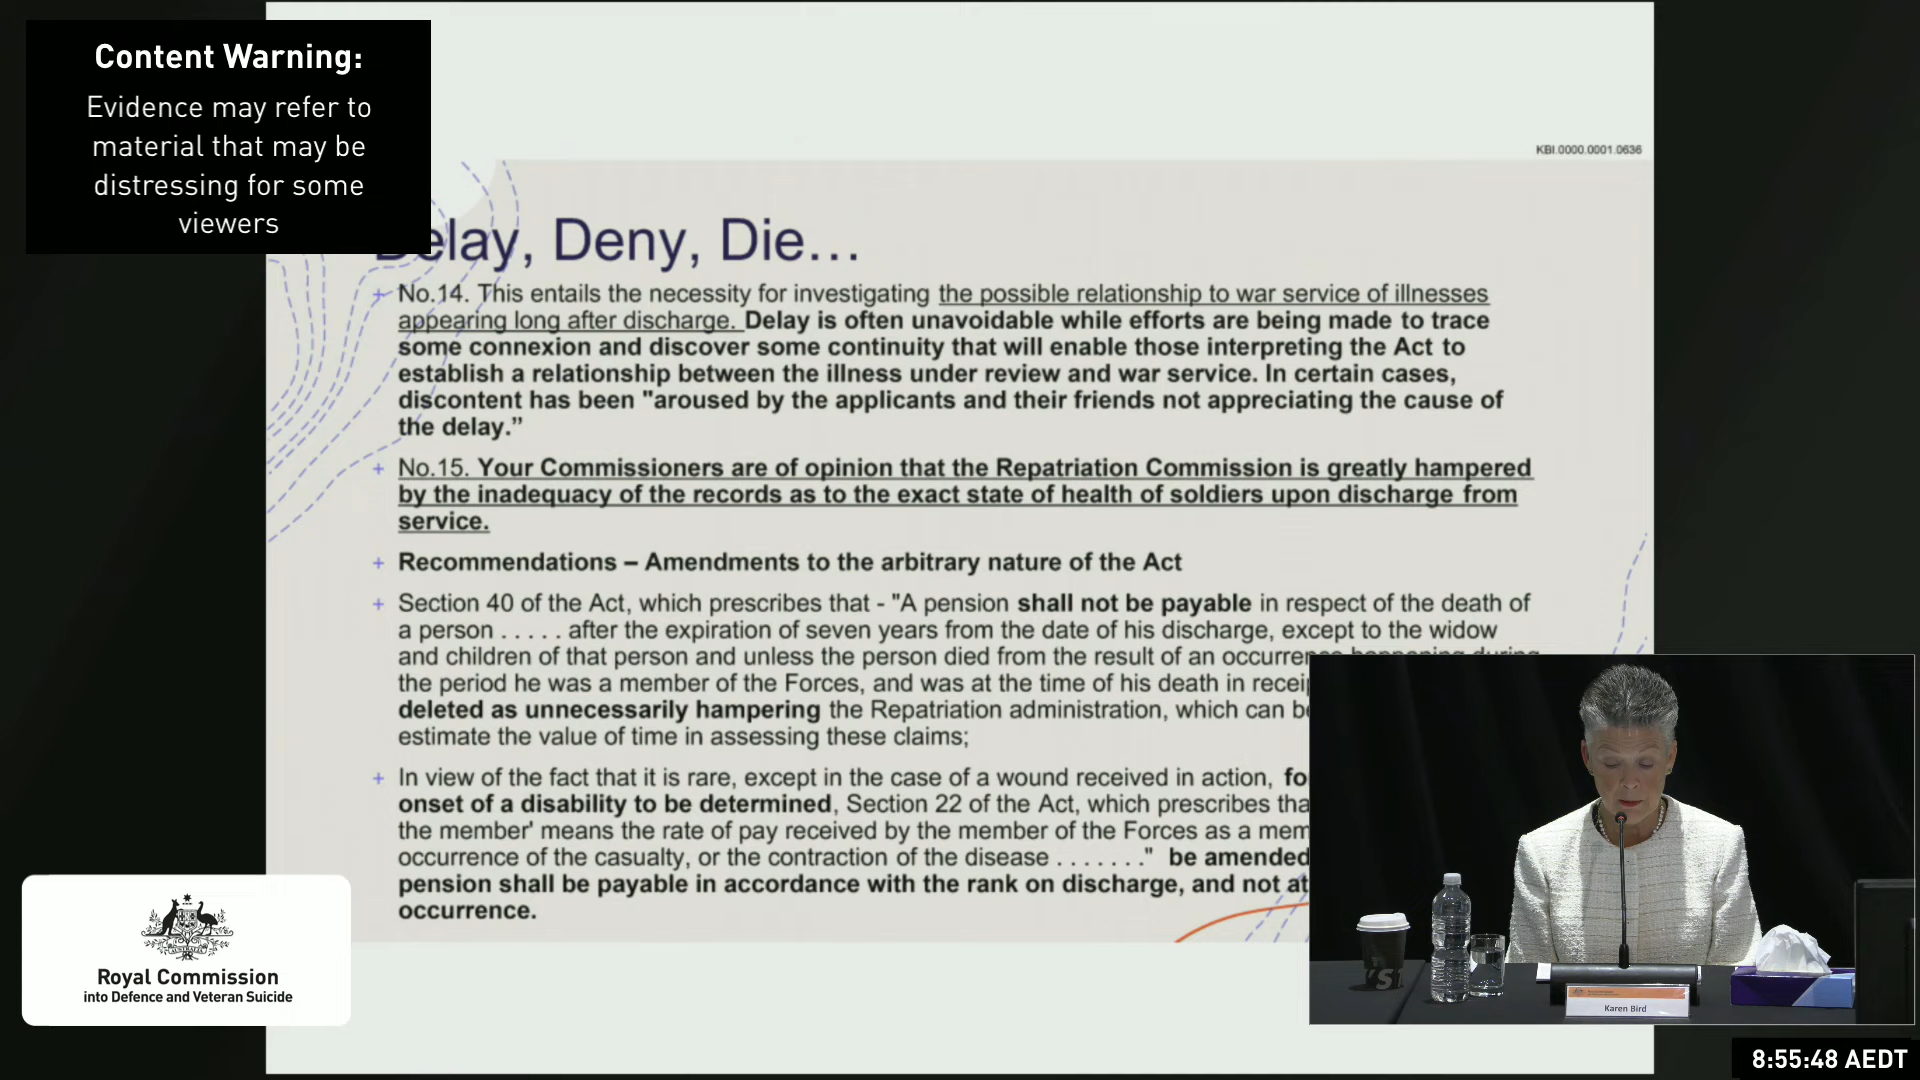 Content Warning:
Evidence may refer to
material that may be
distressing for some
viewers
KBI.0000.0001.0636
Delay, Deny, Die...
+ No.14. This entails the necessity for investigating the possible relationship to war service of illnesses
appearing long after discharge. Delay is often unavoidable while efforts are being made to trace
some connexion and discover some continuity that will enable those interpreting the Act to
establish a relationship between the illness under review and war service. In certain cases,
discontent has been "aroused by the applicants and their friends not appreciating the cause of
the delay.”
+ No.15. Your Commissioners are of opinion that the Repatriation Commission is greatly hampered
by the inadequacy of the records as to the exact state of health of soldiers upon discharge from
service.
+ Recommendations – Amendments to the arbitrary nature of the Act
+ Section 40 of the Act, which prescribes that - "A pension shall not be payable in respect of the death of
a person . . . . . after the expiration of seven years from the date of his discharge, except to the widow
and children of that person and unless the person died from the result of an occurrence happening during
the period he was a member of the Forces, and was at the time of his death in
deleted as unnecessarily hampering the Repatriation administration, which can
estimate the value of time in assessing these claims;
+ In view of the fact that it is rare, except in the case of a wound received in action,
onset of a disability to be determined, Section 22 of the Act, which prescribes
the member' means the rate of pay received by the member of the Forces as a
occurrence of the casualty, or the contraction of the disease . . . . . . ." be amended
pension shall be payable in accordance with the rank on discharge, and not at
occurrence.
Royal Commission
into Defence and Veteran Suicide
Karen Bird
8:55:48 AEDT